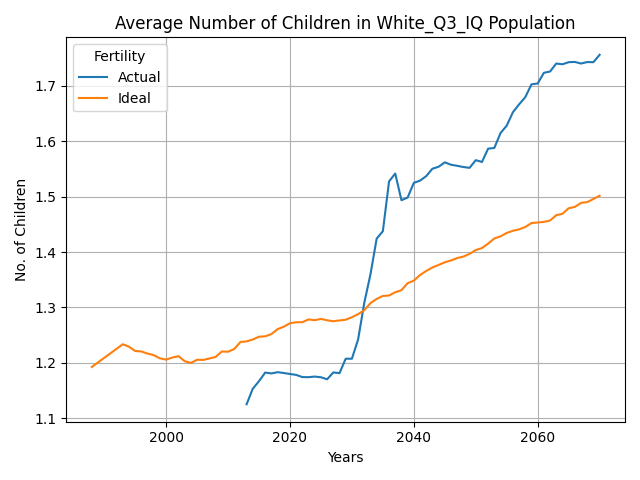 Average Number of Children in White_Q3_IQ Population
Fertility
Actual
Ideal
No. of Children
1.7
1.6
1.5
1.4
1.3
1.2
1.1
2000
2020
2040
2060
Years